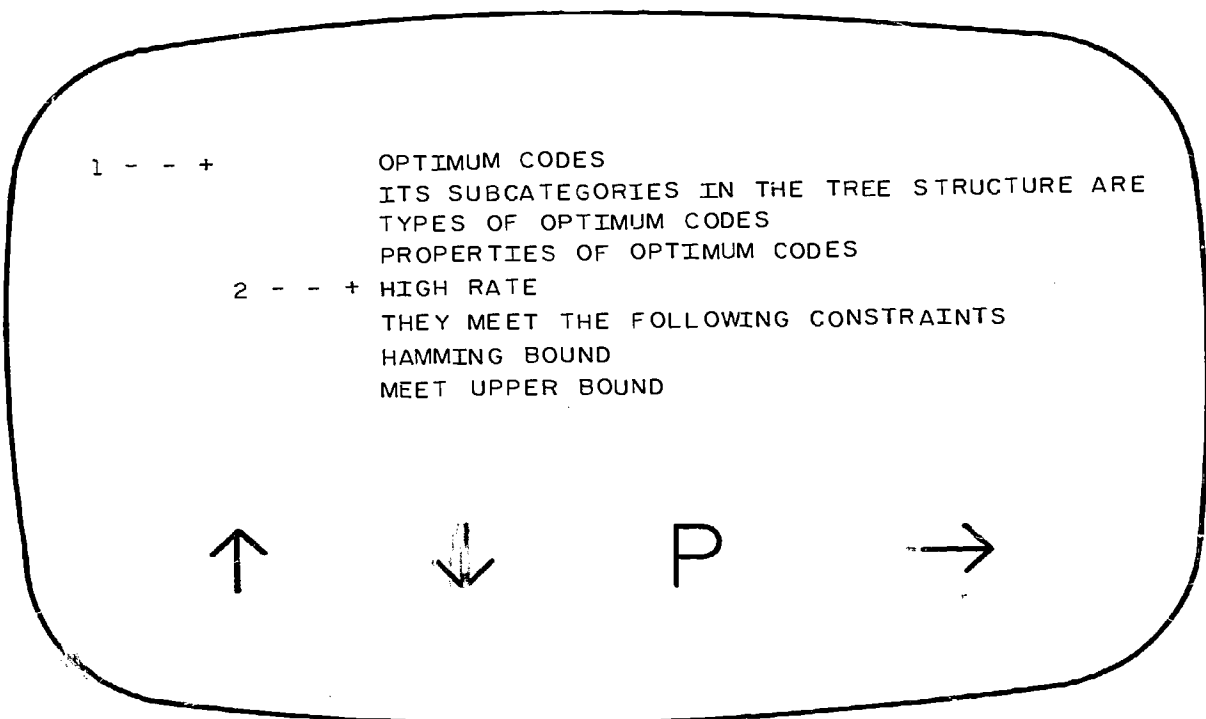 1 - - + OPTIMUM CODES
ITS SUBCATEGORIES IN THE TREE STRUCTURE ARE
TYPES OF OPTIMUM CODES
PROPERTIES OF OPTIMUM CODES
2 - - + HIGH RATE
THEY MEET THE FOLLOWING CONSTRAINTS
HAMMING BOUND
MEET UPPER BOUND
↑ ↓ P →